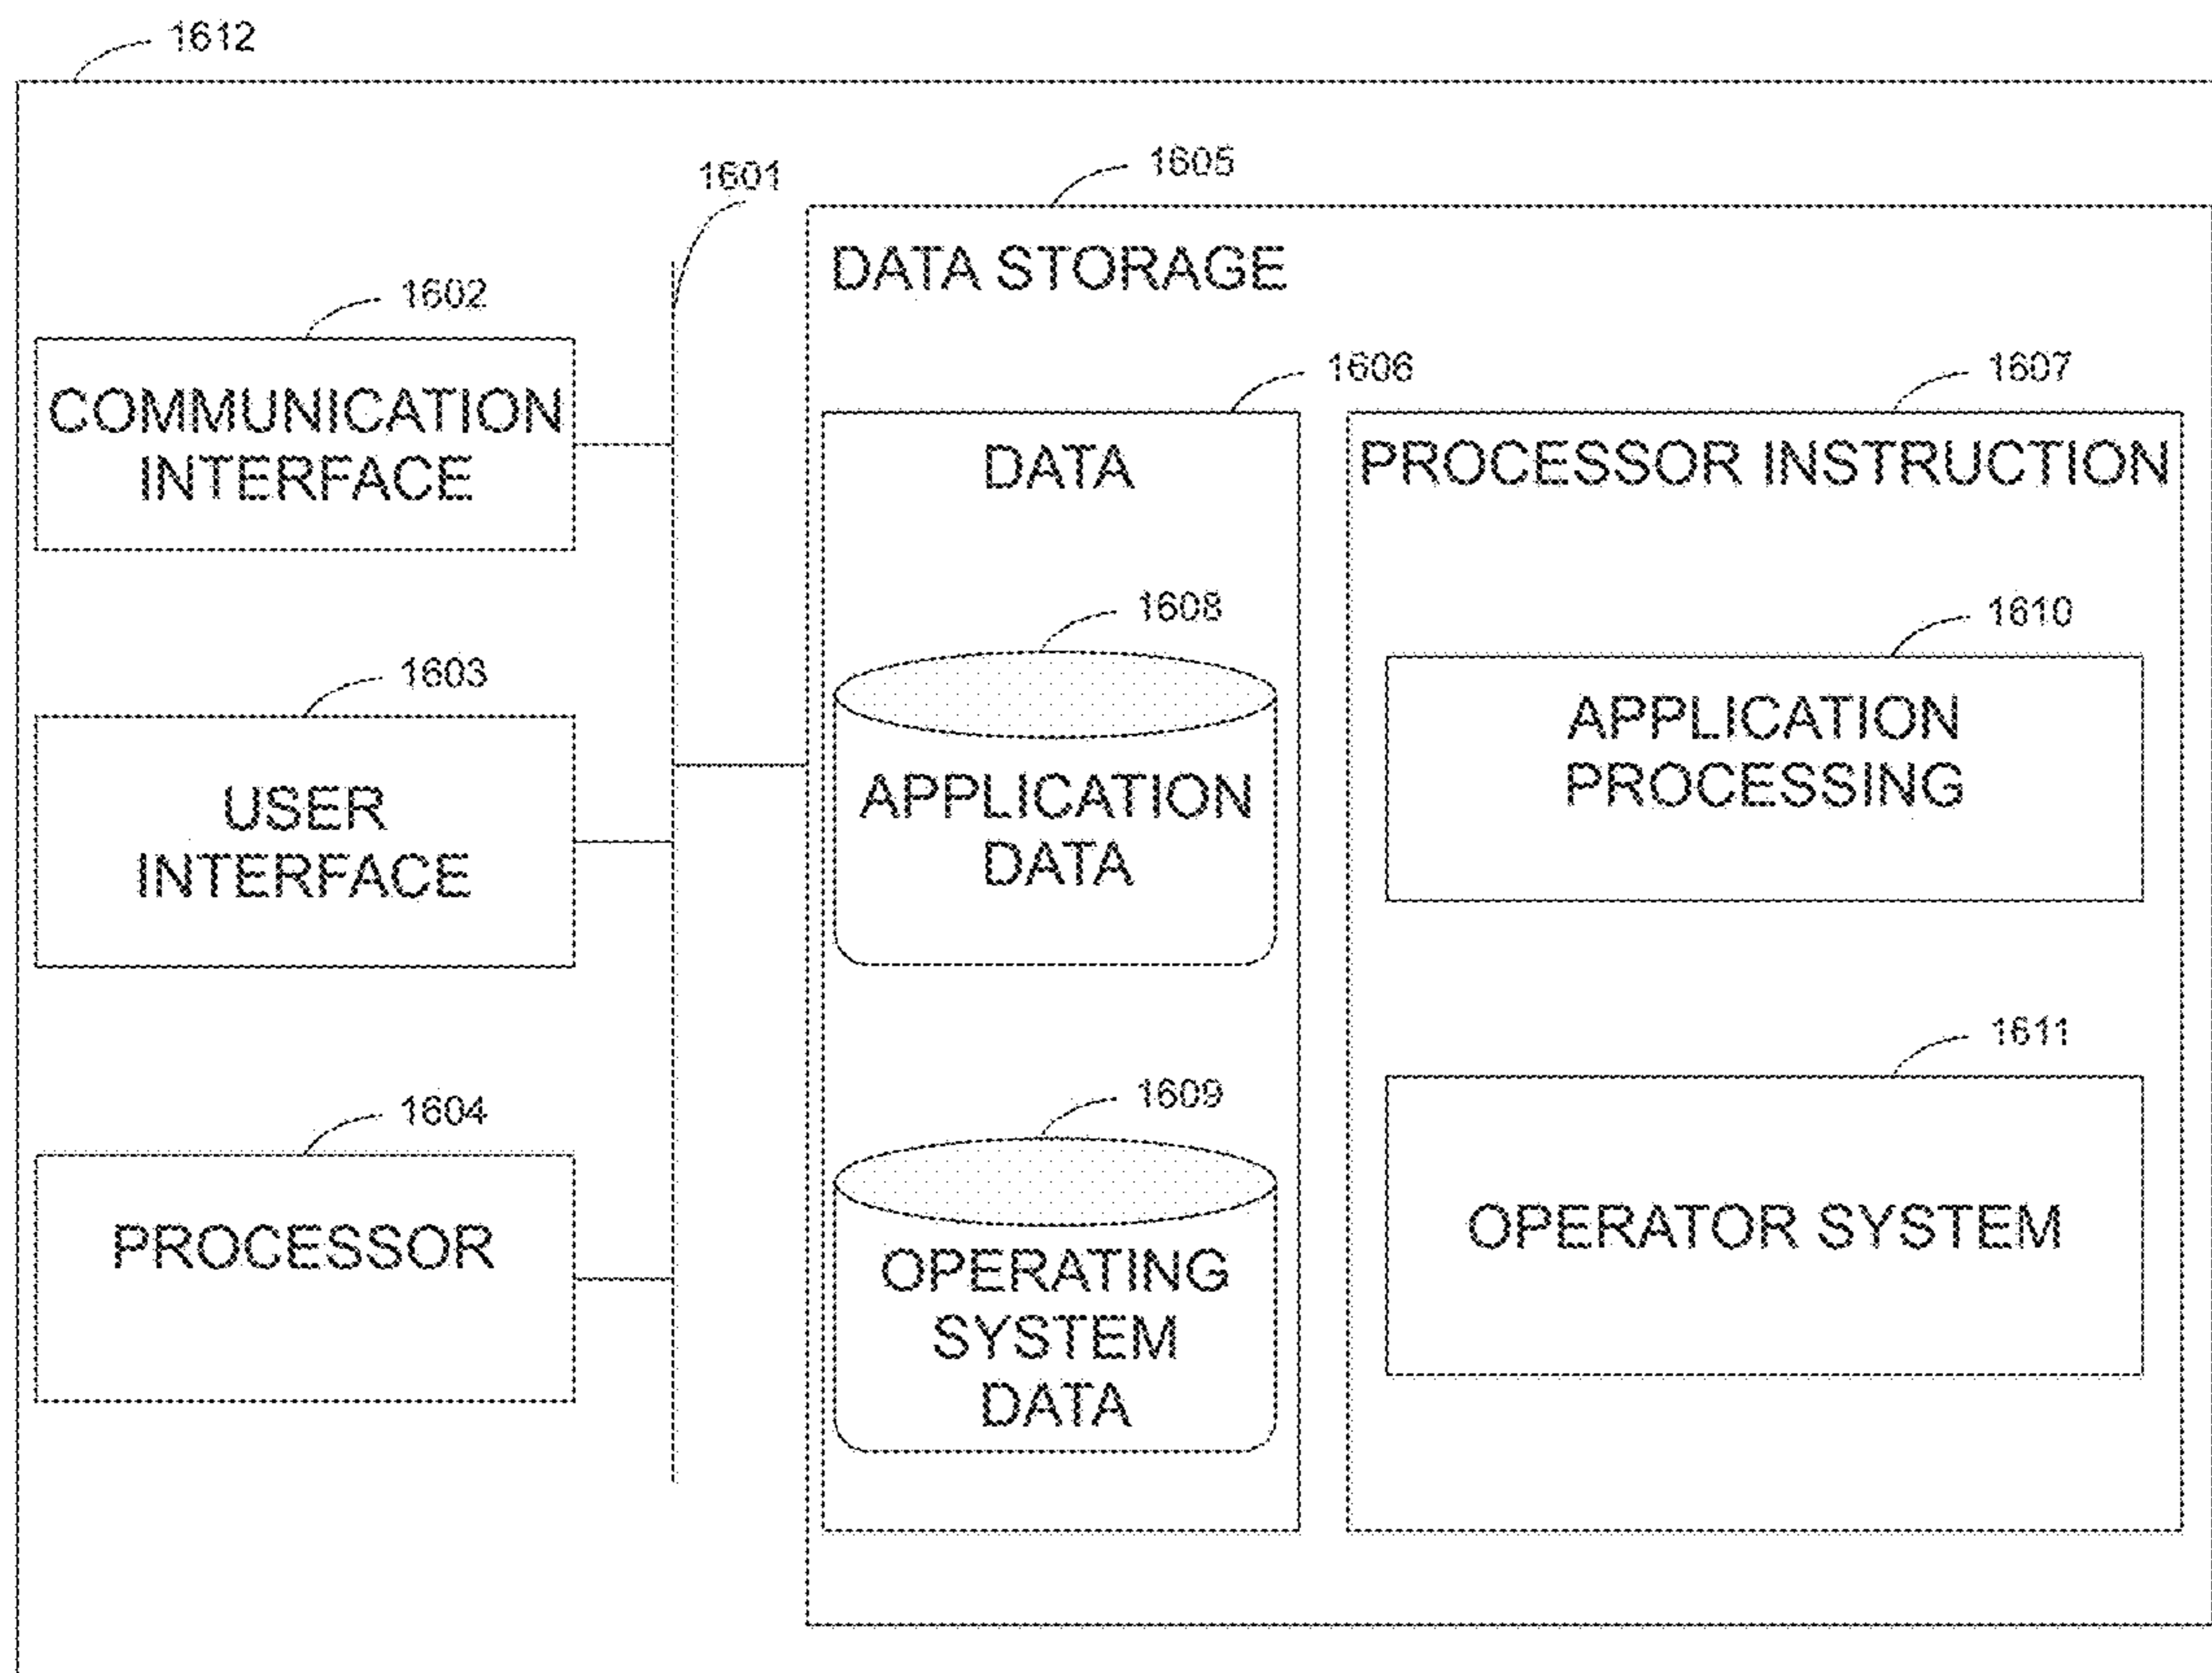 1612
1601
1605
DATA STORAGE
1602
COMMUNICATION
INTERFACE
1606
DATA
1607
PROCESSOR INSTRUCTION
1603
USER
INTERFACE
1608
APPLICATION
DATA
1610
APPLICATION
PROCESSING
1604
PROCESSOR
1609
OPERATING
SYSTEM
DATA
1611
OPERATOR SYSTEM